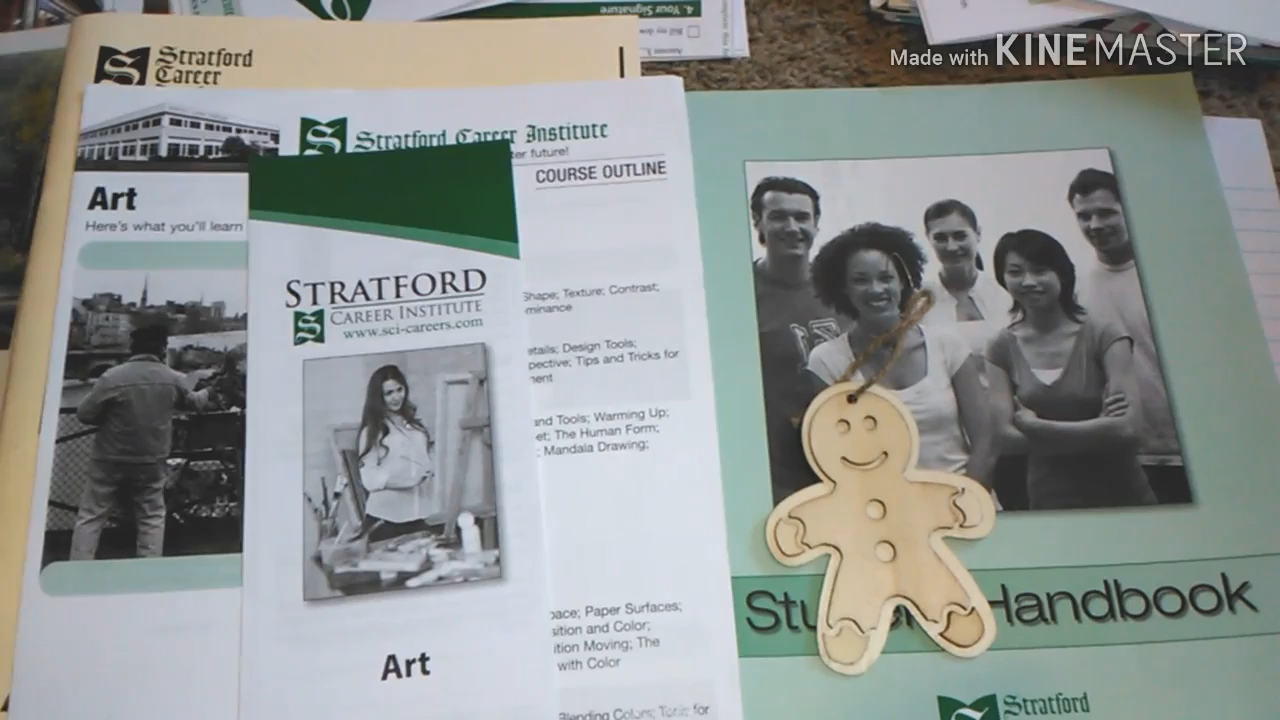 4. Your Signature
Made with KINEMASTER
Stratford
Career
S
Stratford Career Institute
ter future!
COURSE OUTLINE
Art
Here's what you'll learn
STRATFORD
CAREER INSTITUTE
www.sci-careers.com
Art
Shape; Texture; Contrast;
minance
etails; Design Tools;
pective; Tips and Tricks for
ment
and Tools; Warming Up;
et; The Human Form;
; Mandala Drawing;
pace; Paper Surfaces;
sition and Color;
ition Moving; The
with Color
Blending Colors; Tonic for
Handbook
Stratford